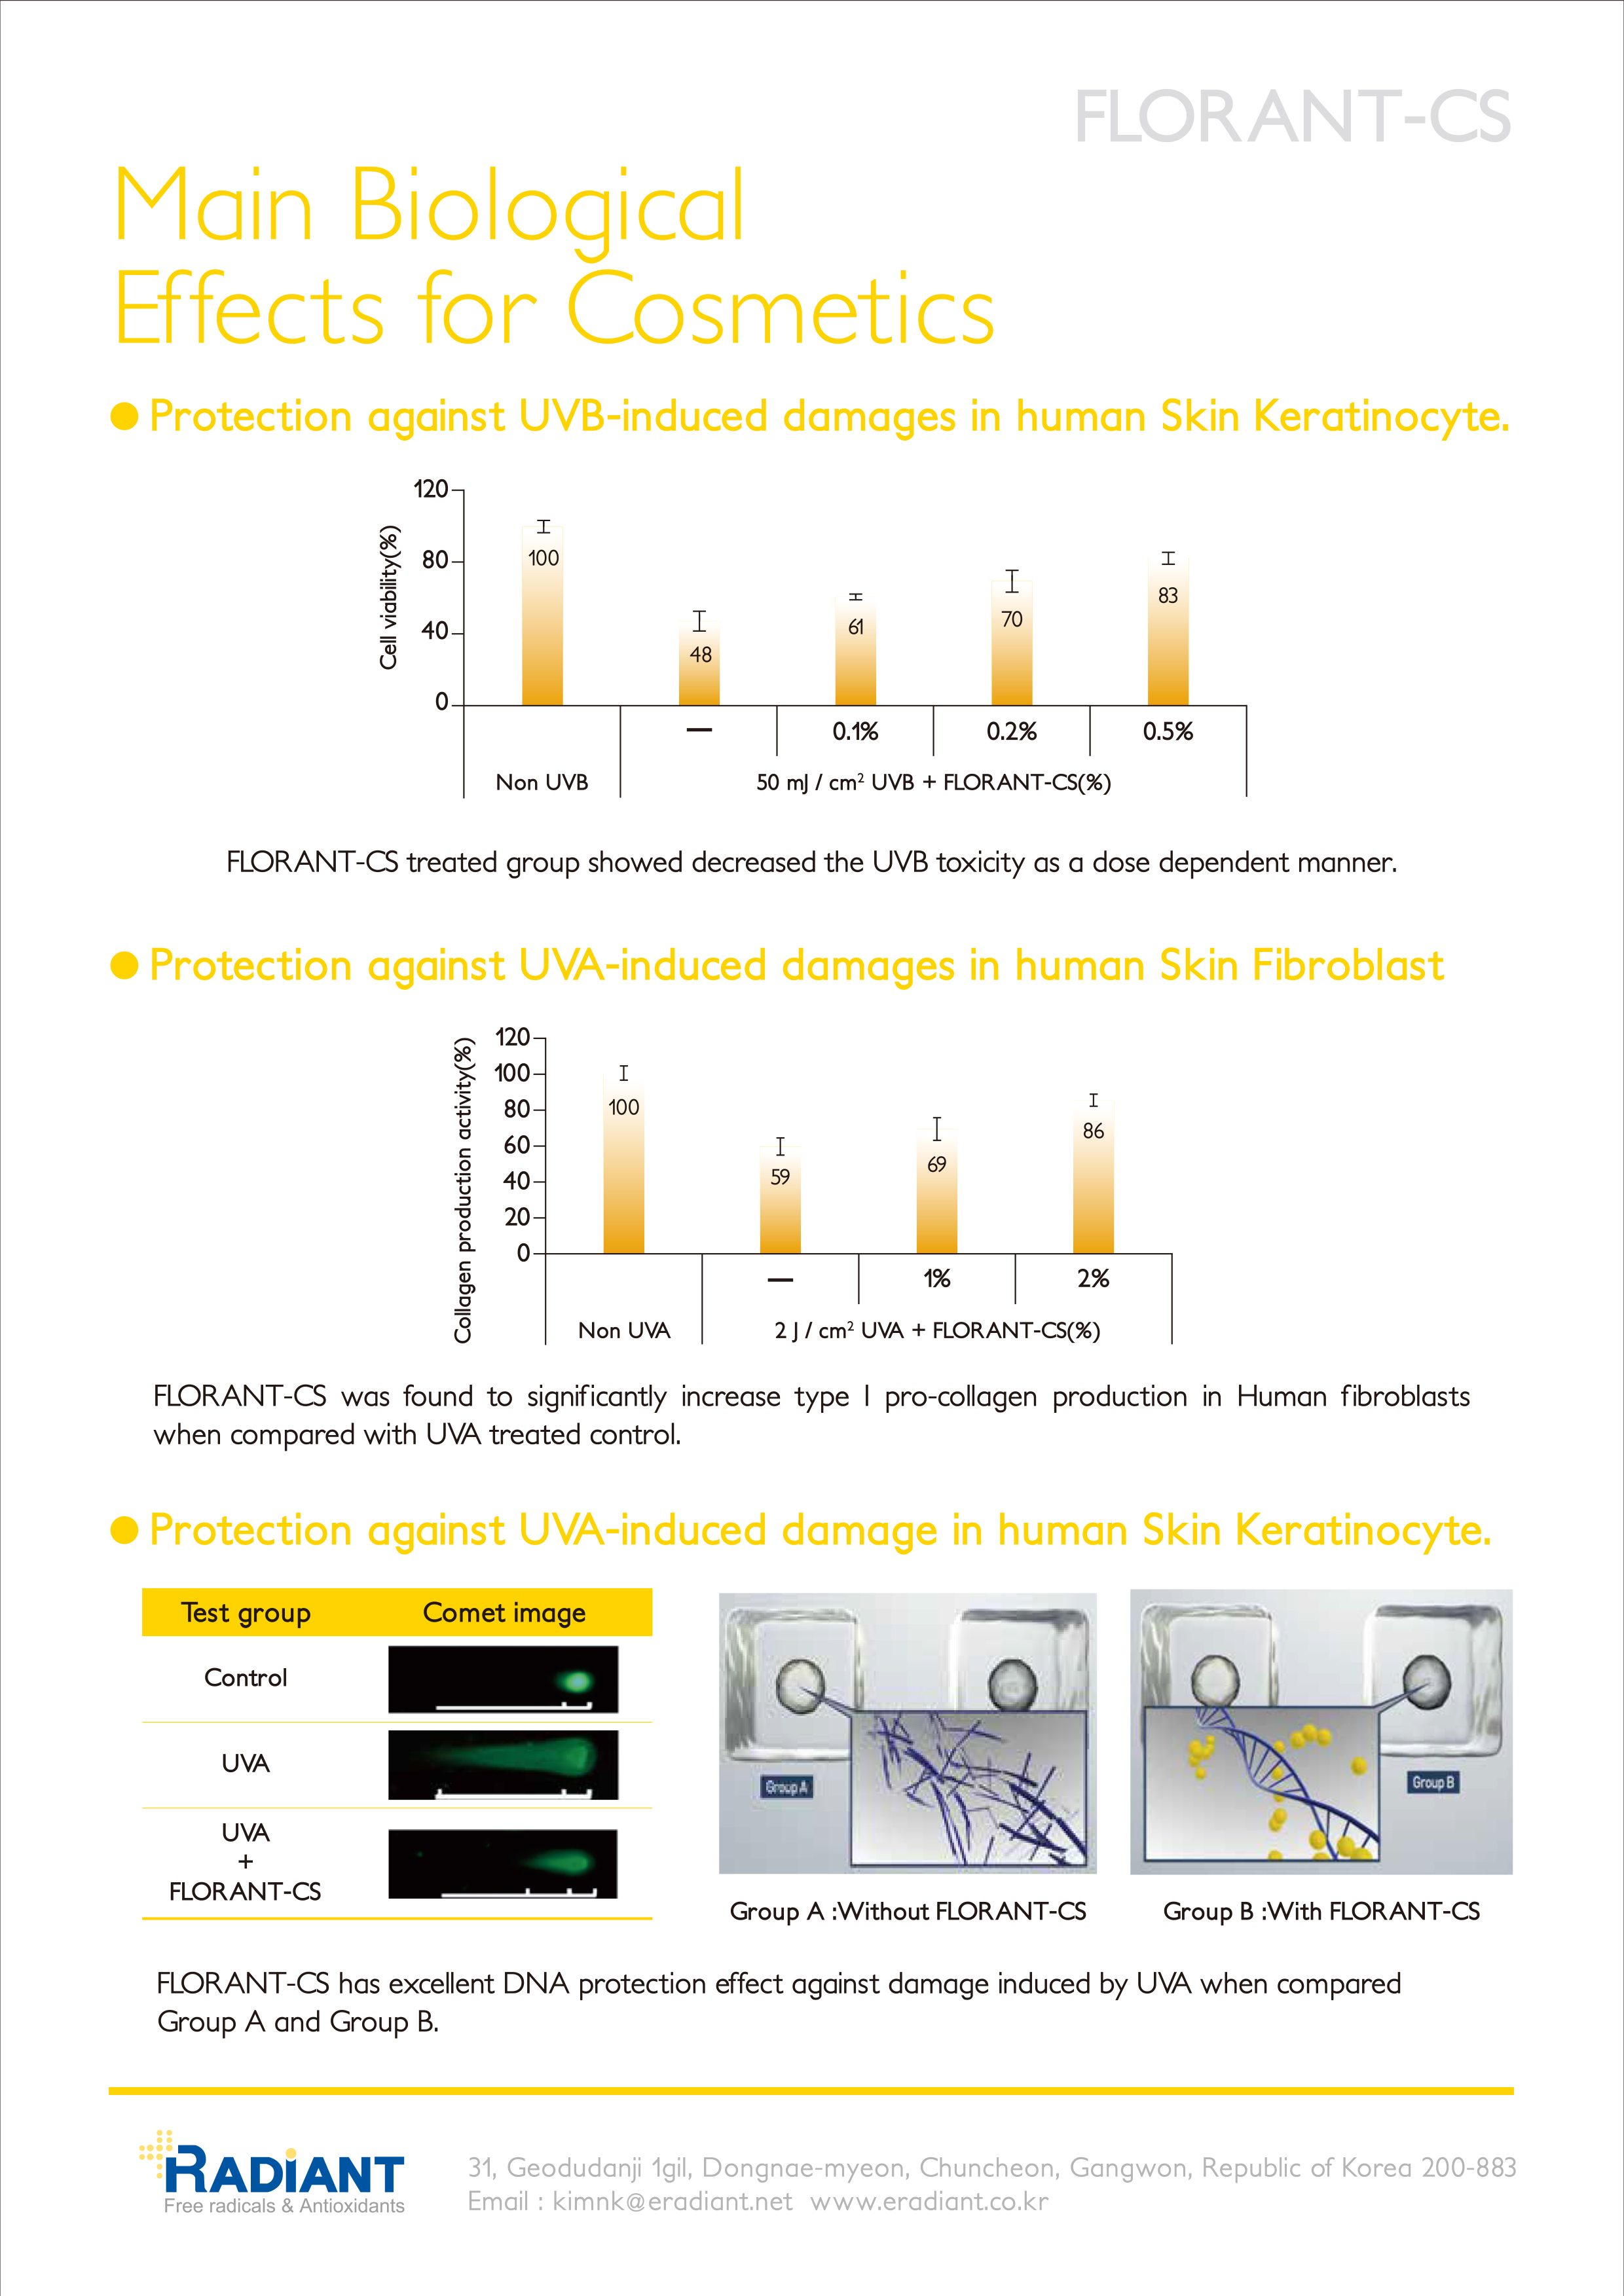 FLORANT-CS
Main Biological
Effects for Cosmetics
● Protection against UVB-induced damages in human Skin Keratinocyte.
Cell viability(%)
120
80
40
0
100
48
61
70
83
—
0.1%
0.2%
0.5%
Non UVB
50 mJ / cm² UVB + FLORANT-CS(%)
FLORANT-CS treated group showed decreased the UVB toxicity as a dose dependent manner.
● Protection against UVA-induced damages in human Skin Fibroblast
Collagen production activity(%)
120
100
80
60
40
20
0
100
59
69
86
—
1%
2%
Non UVA
2 J / cm² UVA + FLORANT-CS(%)
FLORANT-CS was found to significantly increase type I pro-collagen production in Human fibroblasts
when compared with UVA treated control.
● Protection against UVA-induced damage in human Skin Keratinocyte.
Test group
Comet image
Control
UVA
UVA
+
FLORANT-CS
Group A
Group B
Group A :Without FLORANT-CS
Group B :With FLORANT-CS
FLORANT-CS has excellent DNA protection effect against damage induced by UVA when compared
Group A and Group B.
RADiANT
Free radicals & Antioxidants
31, Geodudanji 1gil, Dongnae-myeon, Chuncheon, Gangwon, Republic of Korea 200-883
Email : kimnk@eradiant.net www.eradiant.co.kr